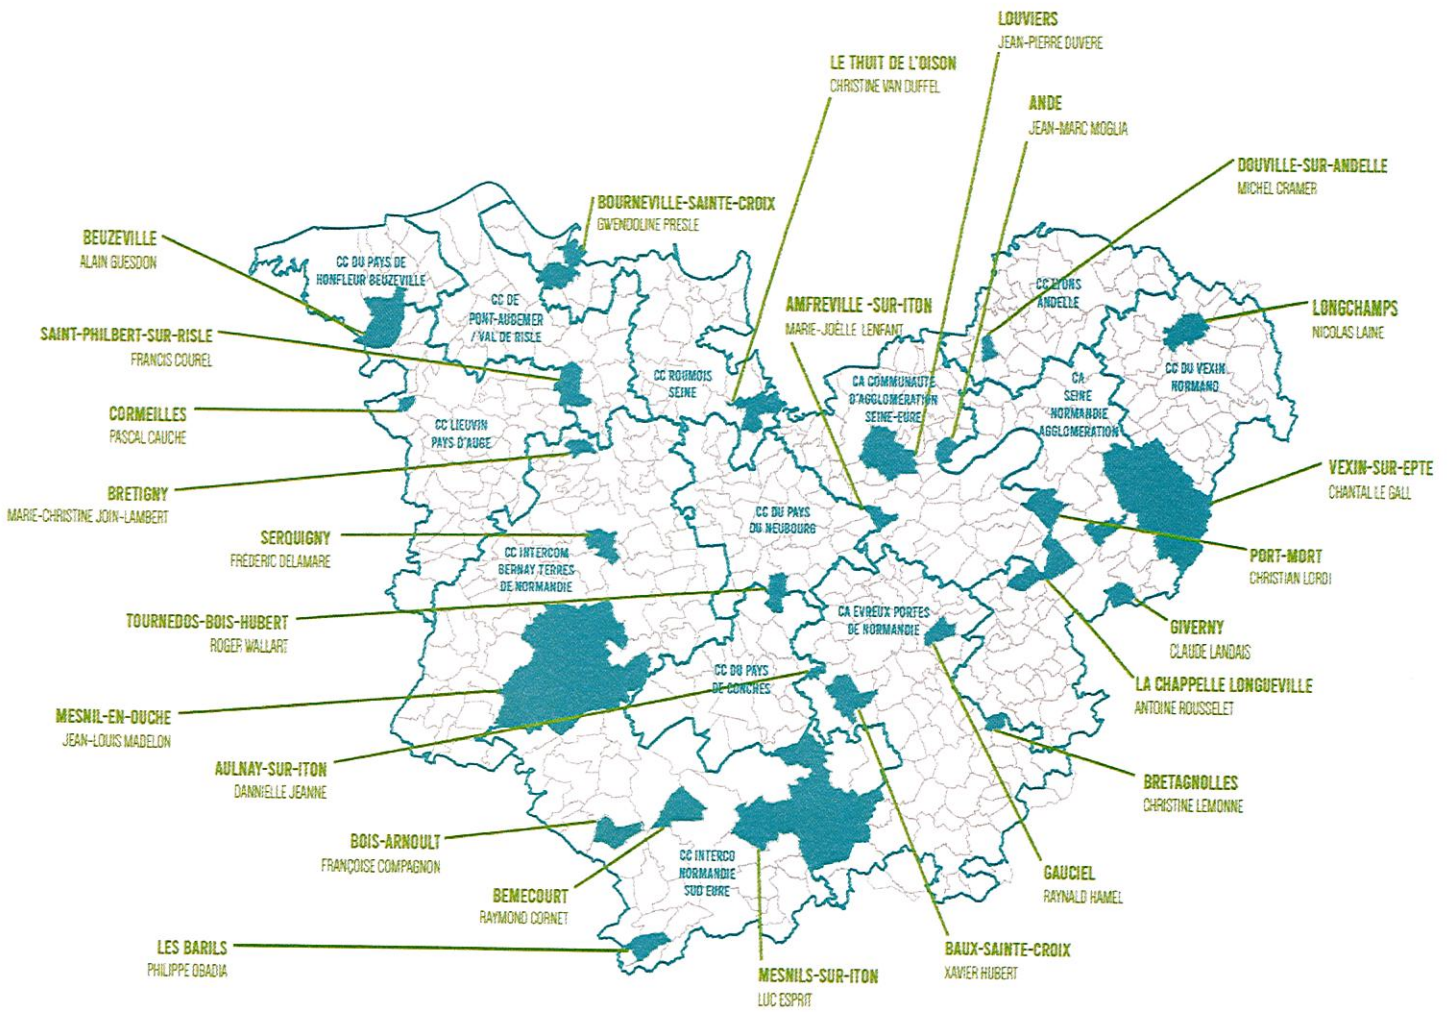 LOUVIERS
JEAN-PIERRE DUVERE
LE THUIT DE L'OISON
CHRISTINE VAN DUFFEL
ANDE
JEAN-MARC MOGLIA
DOUVILLE-SUR-ANDELLE
MICHEL CRAMER
BOURNEVILLE-SAINTE-CROIX
GWENDOLINE PRESLE
BEUZEVILLE
ALAIN GUESDON
CC DU PAYS DE
HONFLEUR BEUZEVILLE
CC DE
PONT-AUDEMER
/ VAL DE RISLE
AMFREVILLE -SUR-ITON
MARIE-JOËLLE LENFANT
CC LYONS
ANDELLE
LONGCHAMPS
NICOLAS LAINE
SAINT-PHILBERT-SUR-RISLE
FRANCIS COUREL
CC ROUMOIS
SEINE
CA COMMUNAUTÉ
D'AGGLOMERATION
SEINE-EURE
CA
SEINE
NORMANDIE
AGGLOMERATION
CC DU VEXIN
NORMAND
CORMEILLES
PASCAL CAUCHE
CC LIEUVIN
PAYS D'AUGE
VEXIN-SUR-EPTE
CHANTAL LE GALL
BRETIGNY
MARIE-CHRISTINE JOIN-LAMBERT
CC DU PAYS
DU NEUBOURG
SERQUIGNY
FRÉDERIC DELAMARE
CC INTERCOM
BERNAY TERRES
DE NORMANDIE
PORT-MORT
CHRISTIAN LORDI
TOURNEDOS-BOIS-HUBERT
ROGER WALLART
CA EVREUX PORTES
DE NORMANDIE
GIVERNY
CLAUDE LANDAIS
CC DU PAYS
DE CONCHES
LA CHAPPELLE LONGUEVILLE
ANTOINE ROUSSELET
MESNIL-EN-OUCHE
JEAN-LOUIS MADELON
AULNAY-SUR-ITON
DANNIELLE JEANNE
BRETAGNOLLES
CHRISTINE LEMONNE
BOIS-ARNOULT
FRANÇOISE COMPAGNON
CC INTERCO
NORMANDIE
SUD EURE
GAUCIEL
RAYNALD HAMEL
BEMECOURT
RAYMOND CORNET
LES BARILS
PHILIPPE OBADIA
BAUX-SAINTE-CROIX
XAVIER HUBERT
MESNILS-SUR-ITON
LUC ESPRIT